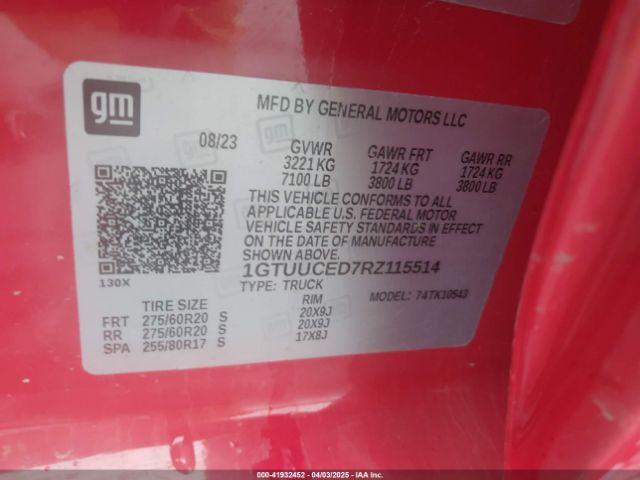 gm
MFD BY GENERAL MOTORS LLC
08/23
GVWR GAWR FRT GAWR RR
3221 KG 1724 KG 1724 KG
7100 LB 3800 LB 3800 LB
THIS VEHICLE CONFORMS TO ALL
APPLICABLE U.S. FEDERAL MOTOR
VEHICLE SAFETY STANDARDS IN EFFECT
ON THE DATE OF MANUFACTURE
SHOWN ABOVE.
130X
1GTUUCED7RZ115514
TYPE: TRUCK MODEL: 74TK10543
TIRE SIZE RIM
FRT 275/60R20 S 20X9J
RR 275/60R20 S 20X9J
SPA 255/80R17 S 17X8J
000-41932452 - 04/03/2025 - IAA Inc.